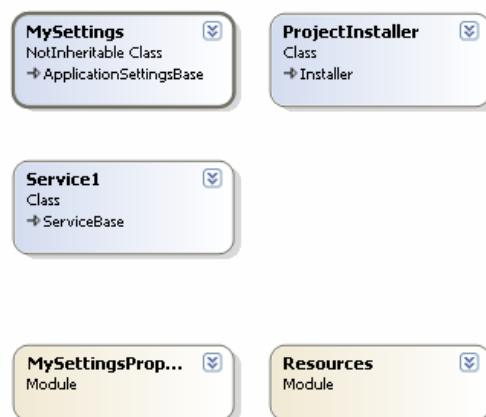 MySettings
NotInheritable Class
ApplicationSettingsBase
ProjectInstaller
Class
Installer
Service1
Class
ServiceBase
MySettingsProp...
Module
Resources
Module